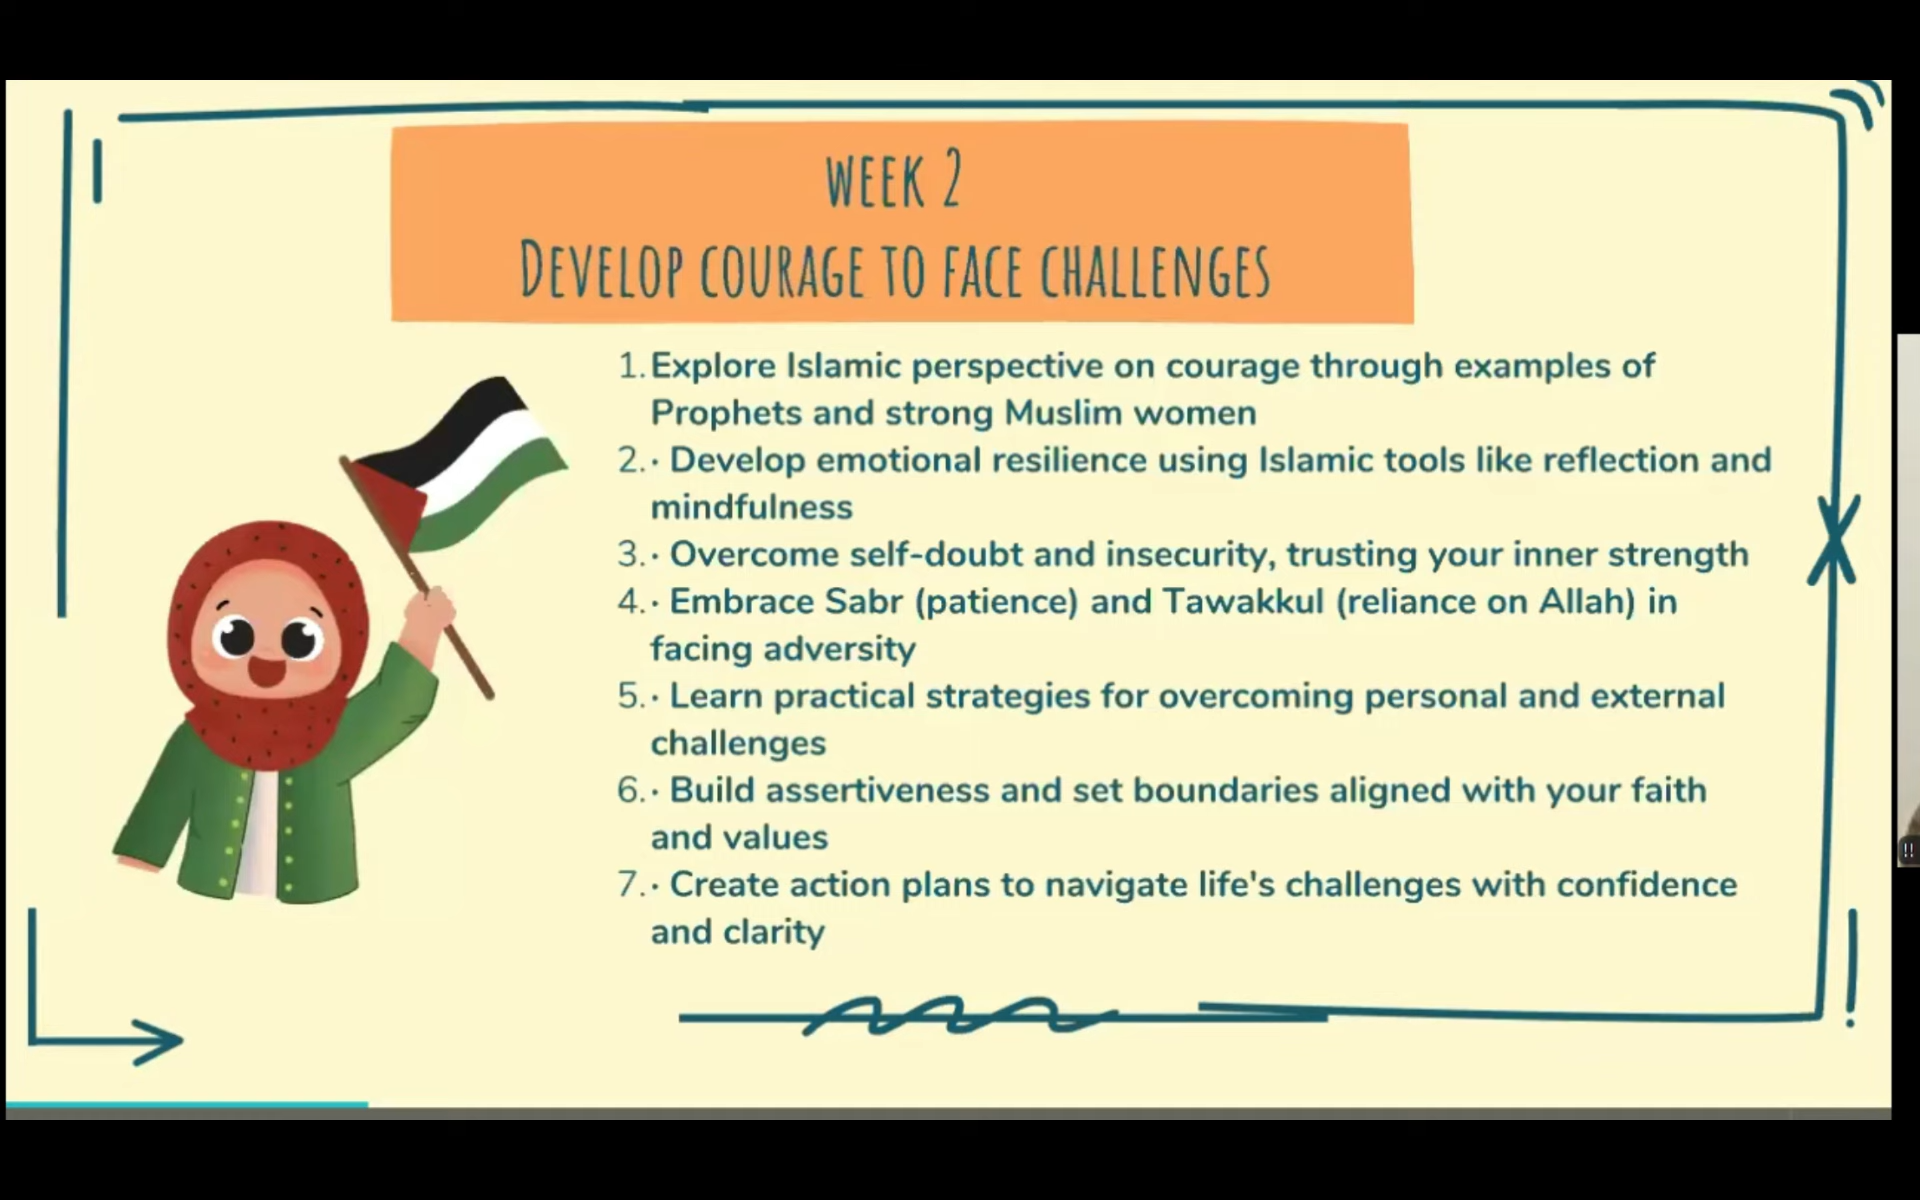 WEEK 2
DEVELOP COURAGE TO FACE CHALLENGES
1. Explore Islamic perspective on courage through examples of
Prophets and strong Muslim women
2. · Develop emotional resilience using Islamic tools like reflection and
mindfulness
3. · Overcome self-doubt and insecurity, trusting your inner strength
4. · Embrace Sabr (patience) and Tawakkul (reliance on Allah) in
facing adversity
5. · Learn practical strategies for overcoming personal and external
challenges
6. · Build assertiveness and set boundaries aligned with your faith
and values
7. · Create action plans to navigate life's challenges with confidence
and clarity
!!